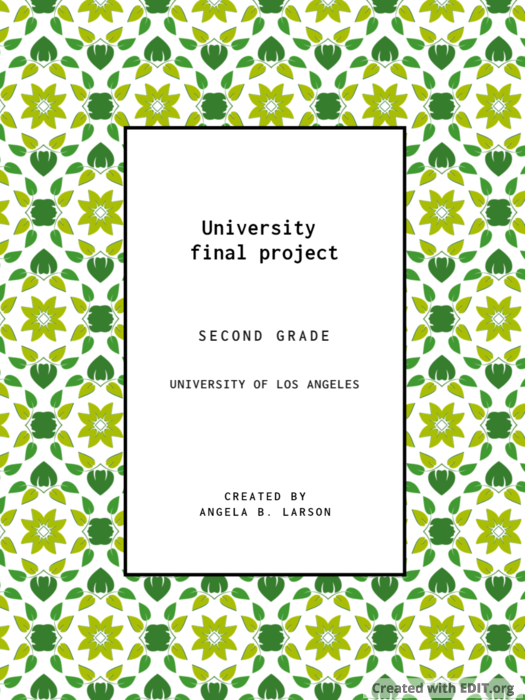 University
final project
SECOND GRADE
UNIVERSITY OF LOS ANGELES
CREATED BY
ANGELA B. LARSON
Created with EDIT.org